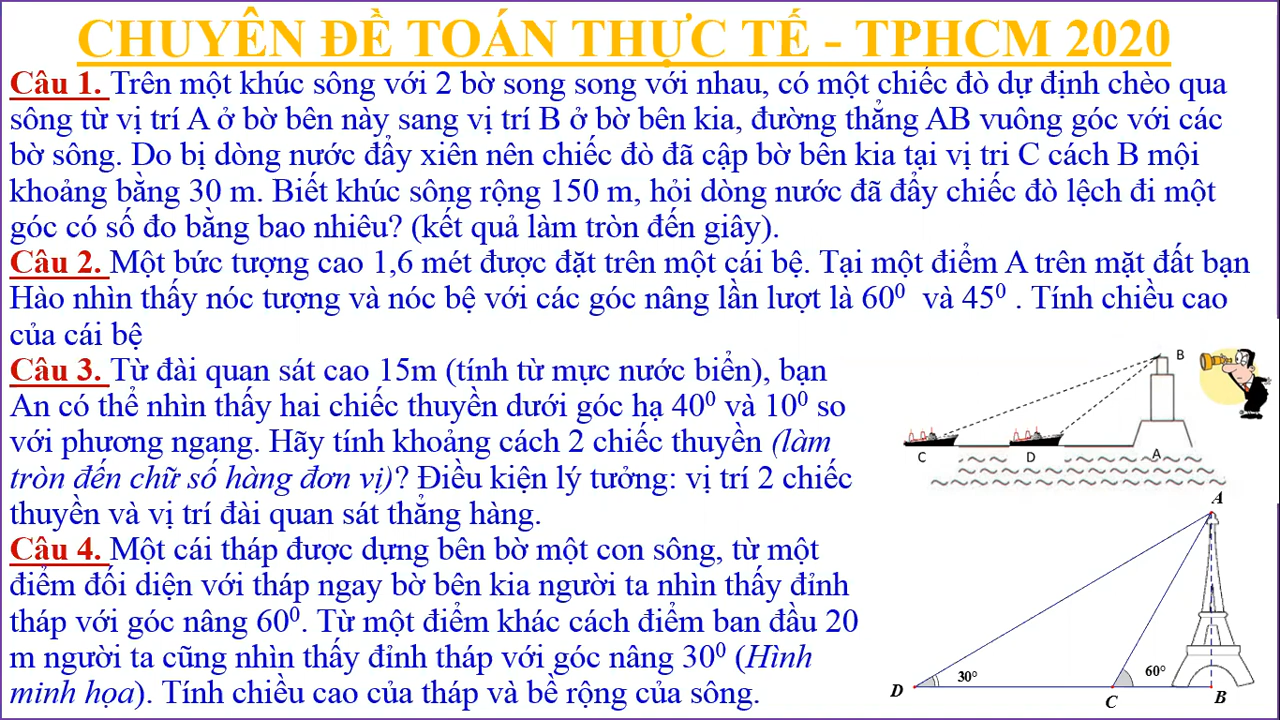 CHUYÊN ĐỀ TOÁN THỰC TẾ - TPHCM 2020
Câu 1. Trên một khúc sông với 2 bờ song song với nhau, có một chiếc đò dự định chèo qua
sông từ vị trí A ở bờ bên này sang vị trí B ở bờ bên kia, đường thẳng AB vuông góc với các
bờ sông. Do bị dòng nước đẩy xiên nên chiếc đò đã cập bờ bên kia tại vị tri C cách B mội
khoảng bằng 30 m. Biết khúc sông rộng 150 m, hỏi dòng nước đã đẩy chiếc đò lệch đi một
góc có số đo bằng bao nhiêu? (kết quả làm tròn đến giây).
Câu 2. Một bức tượng cao 1,6 mét được đặt trên một cái bệ. Tại một điểm A trên mặt đất bạn
Hào nhìn thấy nóc tượng và nóc bệ với các góc nâng lần lượt là 60⁰ và 45⁰ . Tính chiều cao
của cái bệ
Câu 3. Từ đài quan sát cao 15m (tính từ mực nước biển), bạn
An có thể nhìn thấy hai chiếc thuyền dưới góc hạ 40⁰ và 10⁰ so
với phương ngang. Hãy tính khoảng cách 2 chiếc thuyền (làm
tròn đến chữ số hàng đơn vị)? Điều kiện lý tưởng: vị trí 2 chiếc
thuyền và vị trí đài quan sát thẳng hàng.
B
C
D
A
Câu 4. Một cái tháp được dựng bên bờ một con sông, từ một
điểm đối diện với tháp ngay bờ bên kia người ta nhìn thấy đỉnh
tháp với góc nâng 60⁰. Từ một điểm khác cách điểm ban đầu 20
m người ta cũng nhìn thấy đỉnh tháp với góc nâng 30⁰ (Hình
minh họa). Tính chiều cao của tháp và bề rộng của sông.
A
30°
60°
D
C
B